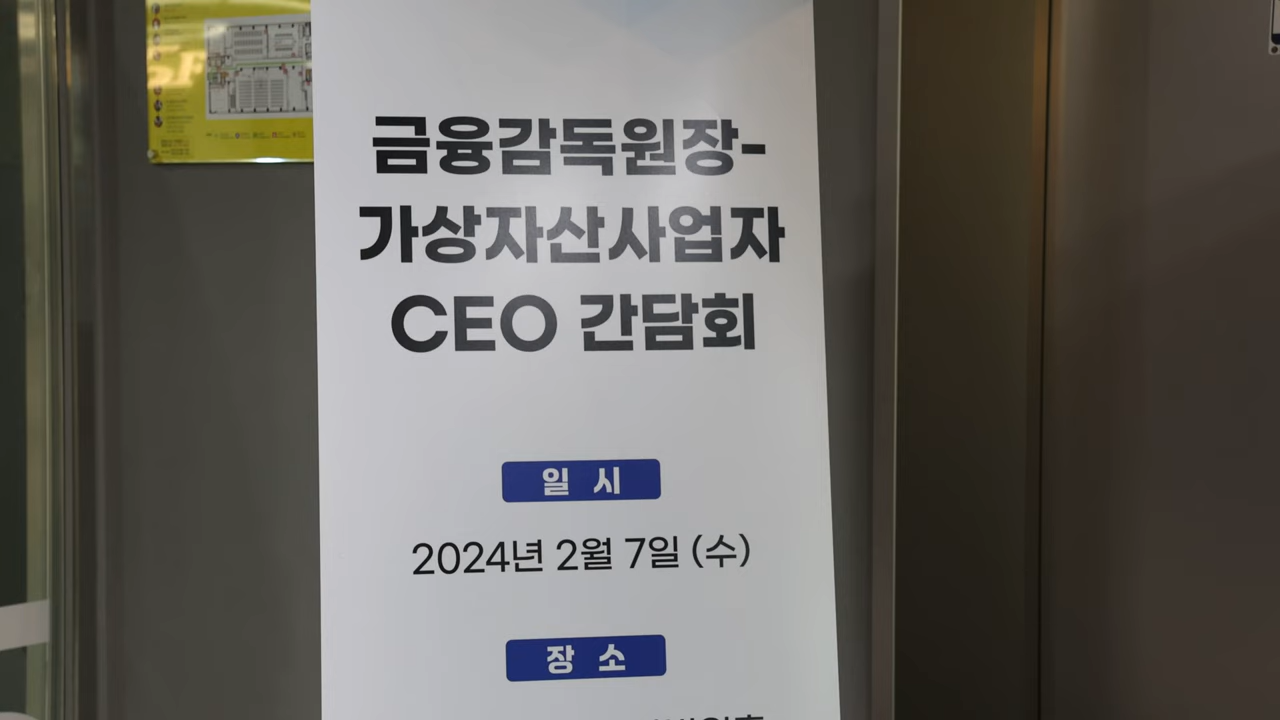 금융감독원장-
가상자산사업자
CEO 간담회
일 시
2024년 2월 7일 (수)
장 소